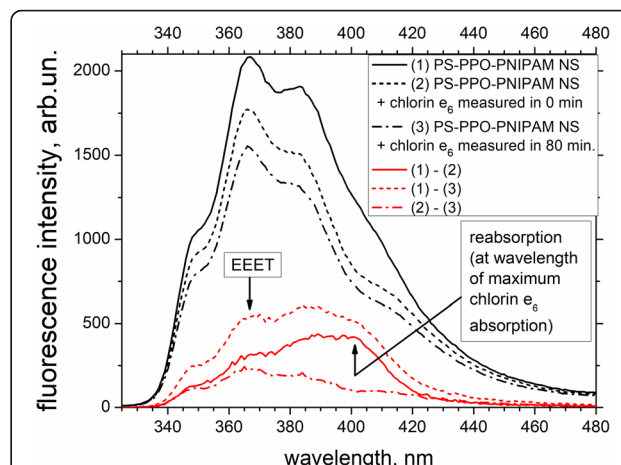 340 360 380 400 420 440 460 480
2000
1500
1000
500
0
fluorescence intensity, arb.un.
(1) PS-PPO-PNIPAM NS
(2) PS-PPO-PNIPAM NS
+ chlorin e6 measured in 0 min
(3) PS-PPO-PNIPAM NS
+ chlorin e6 measured in 80 min.
(1) - (2)
(1) - (3)
(2) - (3)
EEET
reabsorption
(at wavelength
of maximum
chlorin e6
absorption)
340 360 380 400 420 440 460 480
wavelength, nm